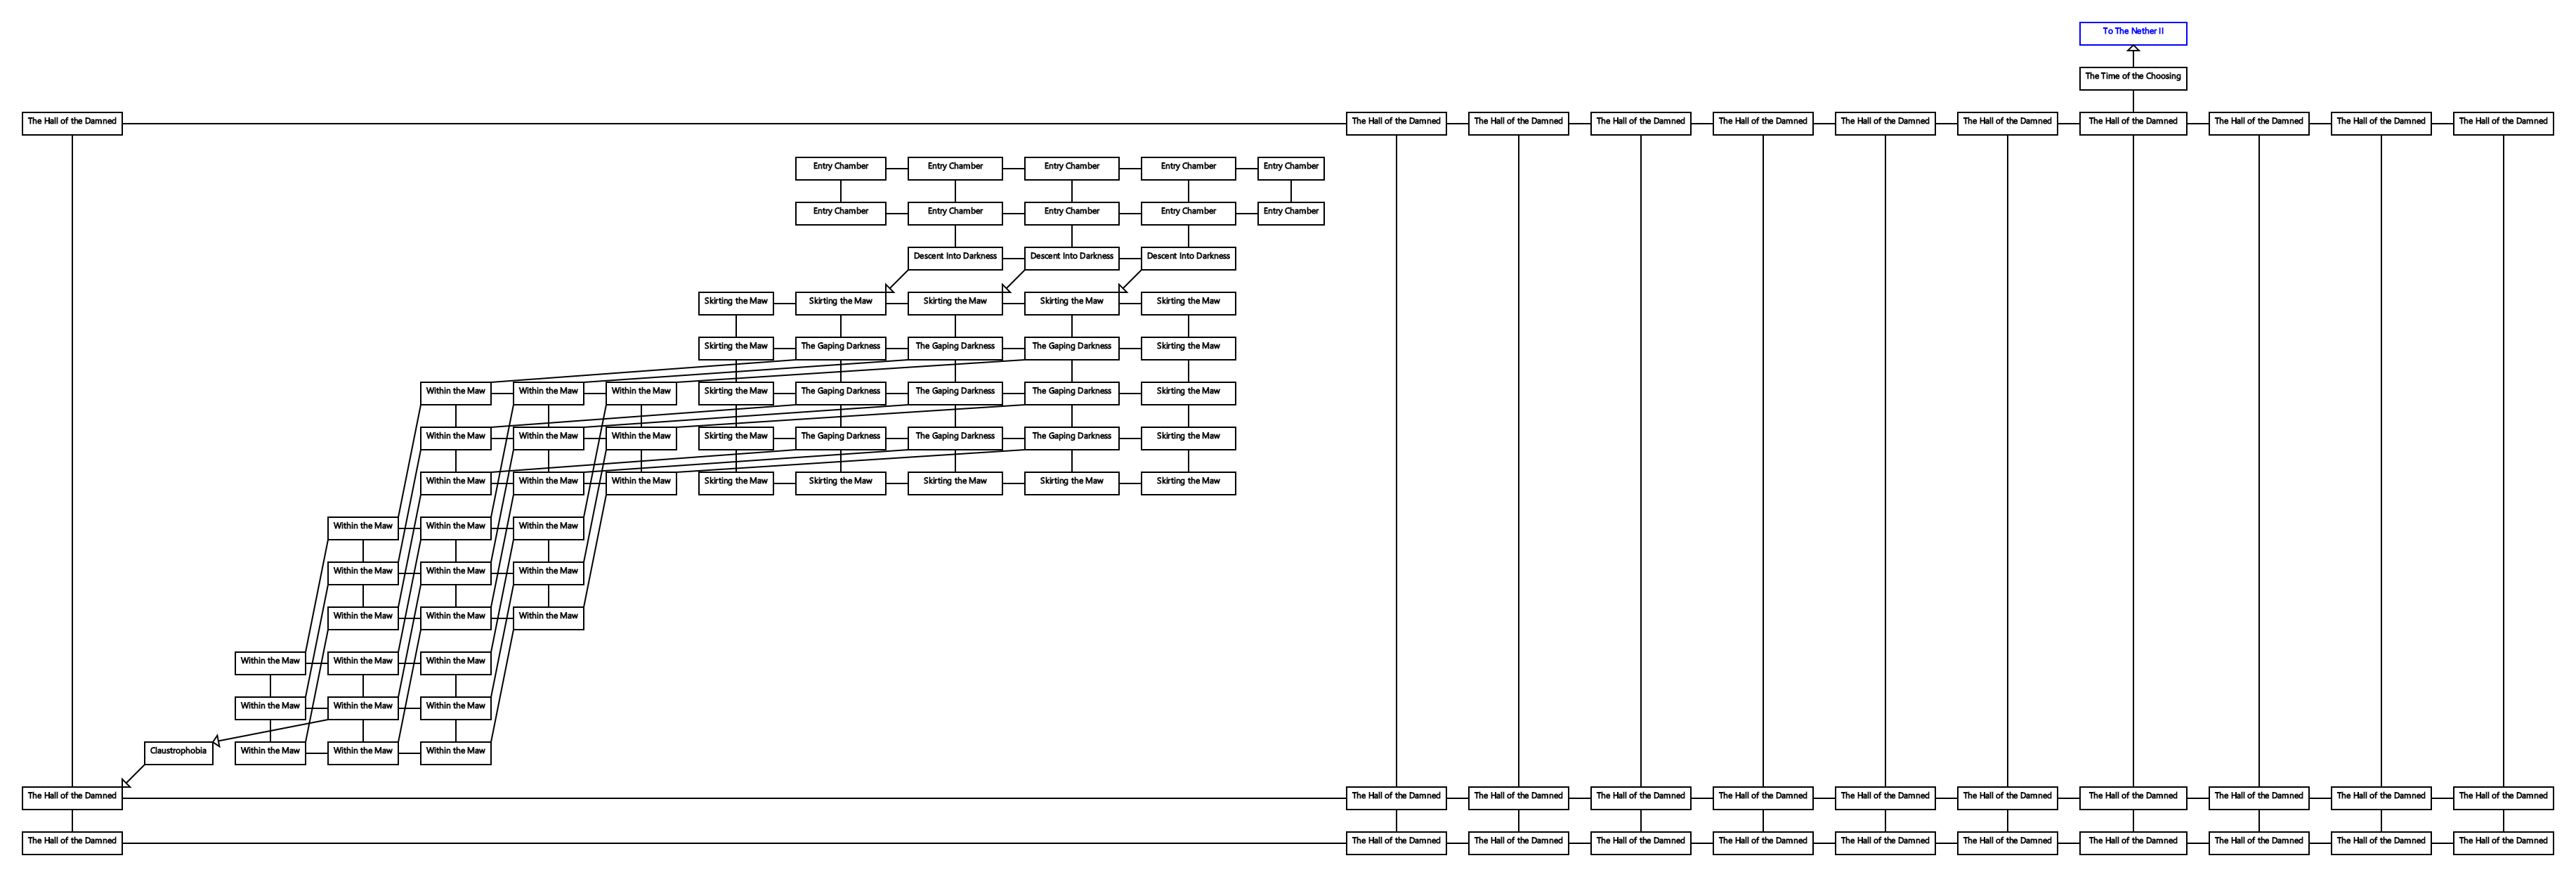 To The Nether II
The Time of the Choosing
The Hall of the Damned The Hall of the Damned The Hall of the Damned The Hall of the Damned The Hall of the Damned The Hall of the Damned The Hall of the Damned The Hall of the Damned The Hall of the Damned The Hall of the Damned The Hall of the Damned
Entry Chamber Entry Chamber Entry Chamber Entry Chamber Entry Chamber
Entry Chamber Entry Chamber Entry Chamber Entry Chamber Entry Chamber
Descent Into Darkness Descent Into Darkness Descent Into Darkness
Skirting the Maw Skirting the Maw Skirting the Maw Skirting the Maw Skirting the Maw
Skirting the Maw The Gaping Darkness The Gaping Darkness The Gaping Darkness Skirting the Maw
Within the Maw Within the Maw Within the Maw Skirting the Maw The Gaping Darkness The Gaping Darkness The Gaping Darkness Skirting the Maw
Within the Maw Within the Maw Within the Maw Skirting the Maw The Gaping Darkness The Gaping Darkness The Gaping Darkness Skirting the Maw
Within the Maw Within the Maw Within the Maw Skirting the Maw Skirting the Maw Skirting the Maw Skirting the Maw Skirting the Maw
Within the Maw Within the Maw Within the Maw
Within the Maw Within the Maw Within the Maw
Within the Maw Within the Maw Within the Maw
Within the Maw Within the Maw Within the Maw
Within the Maw Within the Maw Within the Maw
Claustrophobia Within the Maw Within the Maw Within the Maw
The Hall of the Damned The Hall of the Damned The Hall of the Damned The Hall of the Damned The Hall of the Damned The Hall of the Damned The Hall of the Damned The Hall of the Damned The Hall of the Damned The Hall of the Damned The Hall of the Damned
The Hall of the Damned The Hall of the Damned The Hall of the Damned The Hall of the Damned The Hall of the Damned The Hall of the Damned The Hall of the Damned The Hall of the Damned The Hall of the Damned The Hall of the Damned The Hall of the Damned